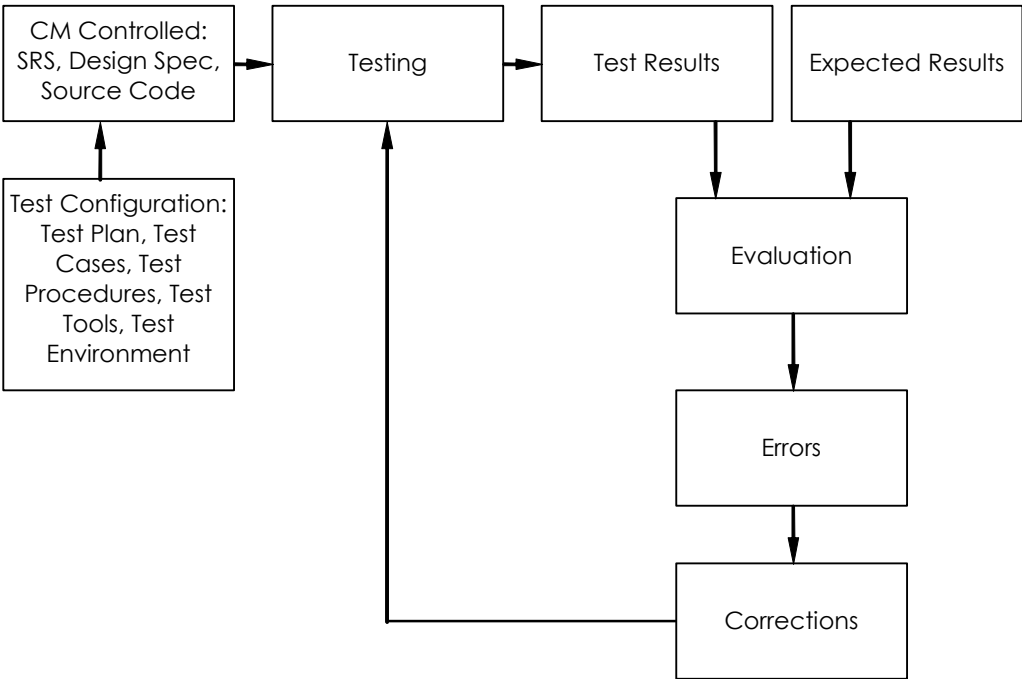 CM Controlled:
SRS, Design Spec,
Source Code
Testing
Test Results
Expected Results
Test Configuration:
Test Plan, Test
Cases, Test
Procedures, Test
Tools, Test
Environment
Evaluation
Errors
Corrections